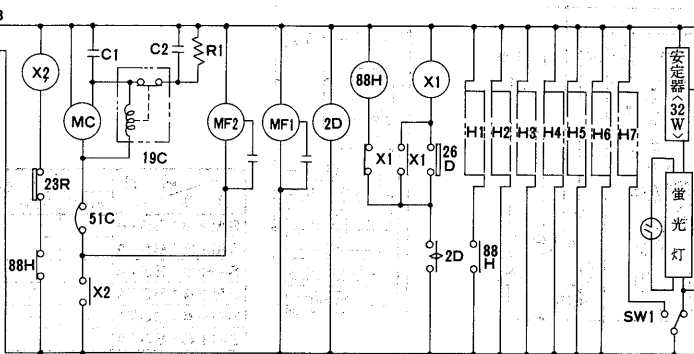 B
X2
C1
C2
R1
MC
19C
MF2
MF1
2D
88H
X1
X1
X1
26
D
H1
H2
H3
H4
H5
H6
H7
安定器
〈32W〉
23R
51C
88H
X2
2D
88
H
蛍光灯
SW1